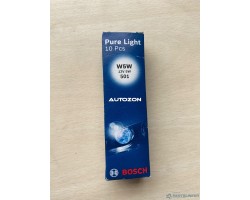 Pure Light
10 Pcs
W5W
12V 5W
501
AUTOZON
BOSCH